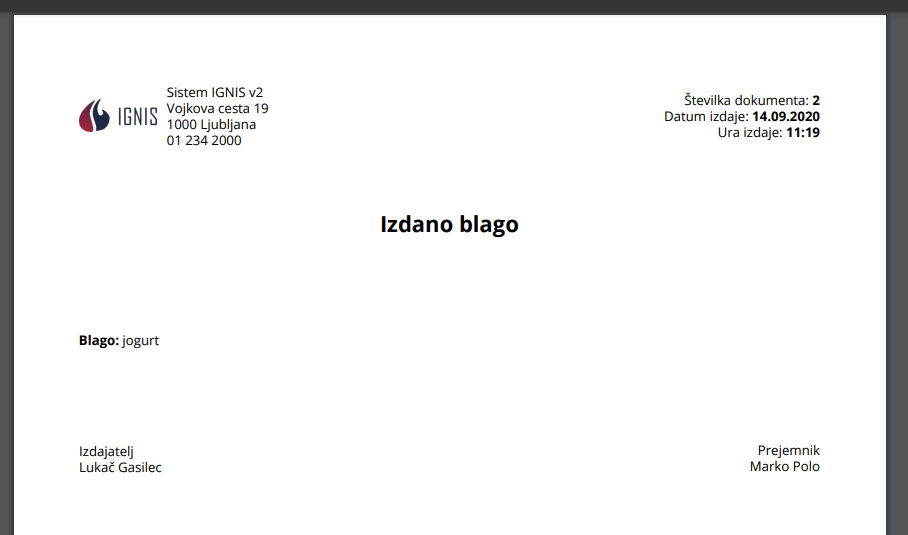 IGNIS
Sistem IGNIS v2
Vojkova cesta 19
1000 Ljubljana
01 234 2000
Številka dokumenta: 2
Datum izdaje: 14.09.2020
Ura izdaje: 11:19
Izdano blago
Blago: jogurt
Izdajatelj
Lukač Gasilec
Prejemnik
Marko Polo